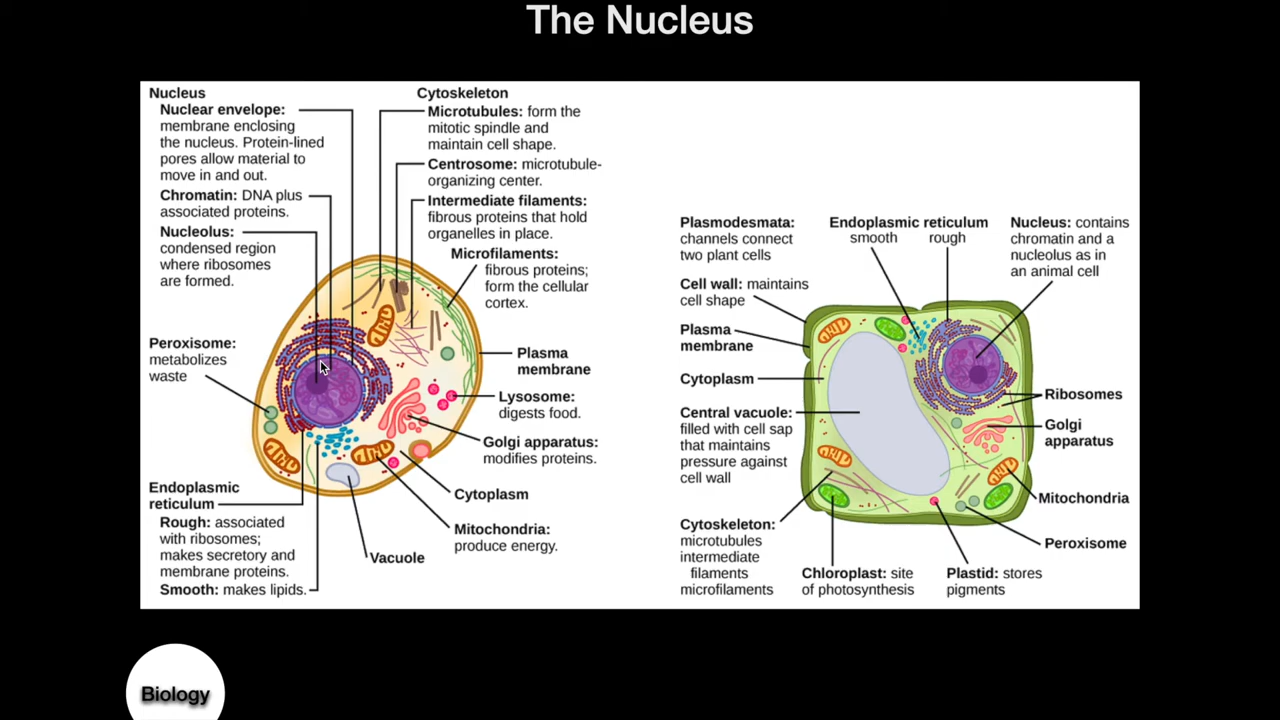 The Nucleus
Nucleus
Nuclear envelope:
membrane enclosing
the nucleus. Protein-lined
pores allow material to
move in and out.
Chromatin: DNA plus
associated proteins.
Nucleolus:
condensed region
where ribosomes
are formed.
Peroxisome:
metabolizes
waste
Endoplasmic
reticulum
Rough: associated
with ribosomes;
makes secretory and
membrane proteins.
Smooth: makes lipids.
Cytoskeleton
Microtubules: form the
mitotic spindle and
maintain cell shape.
Centrosome: microtubule-
organizing center.
Intermediate filaments:
fibrous proteins that hold
organelles in place.
Microfilaments:
fibrous proteins;
form the cellular
cortex.
Plasma
membrane
Lysosome:
digests food.
Golgi apparatus:
modifies proteins.
Cytoplasm
Mitochondria:
produce energy.
Vacuole
Plasmodesmata:
channels connect
two plant cells
Cell wall: maintains
cell shape
Plasma
membrane
Cytoplasm
Central vacuole:
filled with cell sap
that maintains
pressure against
cell wall
Cytoskeleton:
microtubules
intermediate
filaments
microfilaments
Endoplasmic reticulum
smooth rough
Nucleus: contains
chromatin and a
nucleolus as in
an animal cell
Ribosomes
Golgi
apparatus
Mitochondria
Peroxisome
Chloroplast: site
of photosynthesis
Plastid: stores
pigments
Biology